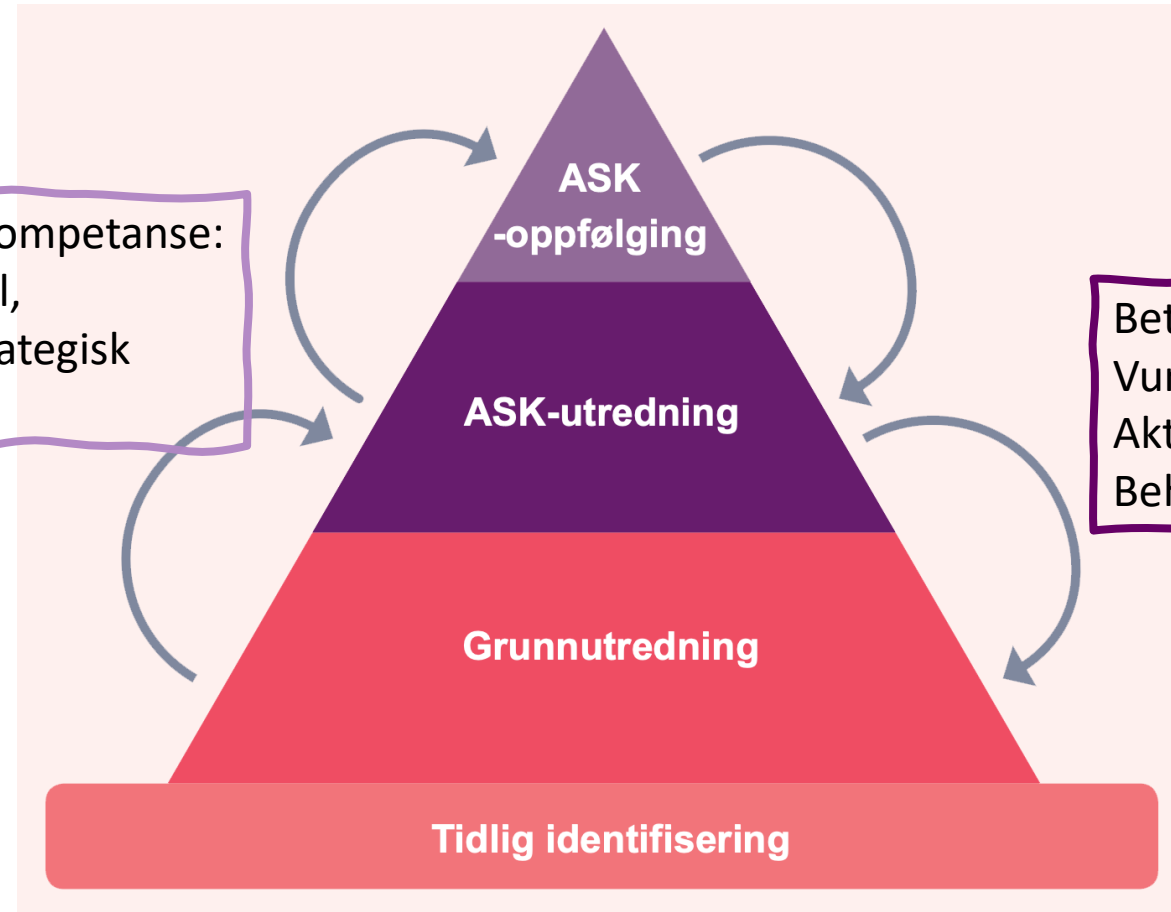 ASK
-oppfølging
ompetanse:
l,
ategisk
ASK-utredning
Bet
Vur
Akt
Beh
Grunnutredning
Tidlig identifisering